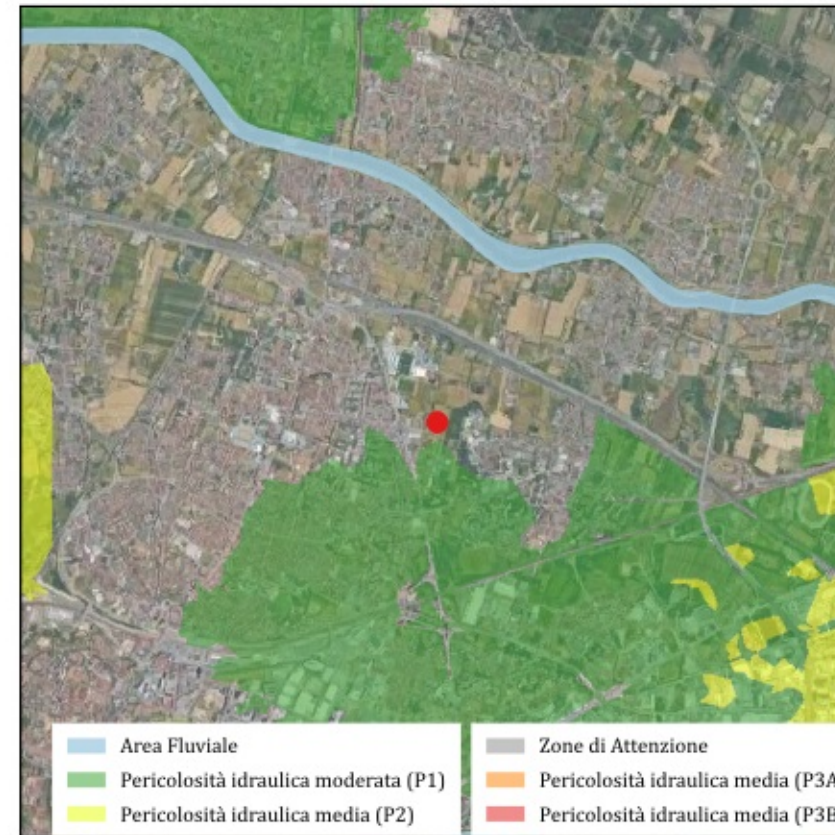 Area Fluviale
Pericolosità idraulica moderata (P1)
Pericolosità idraulica media (P2)
Zone di Attenzione
Pericolosità idraulica media (P3A
Pericolosità idraulica media (P3B